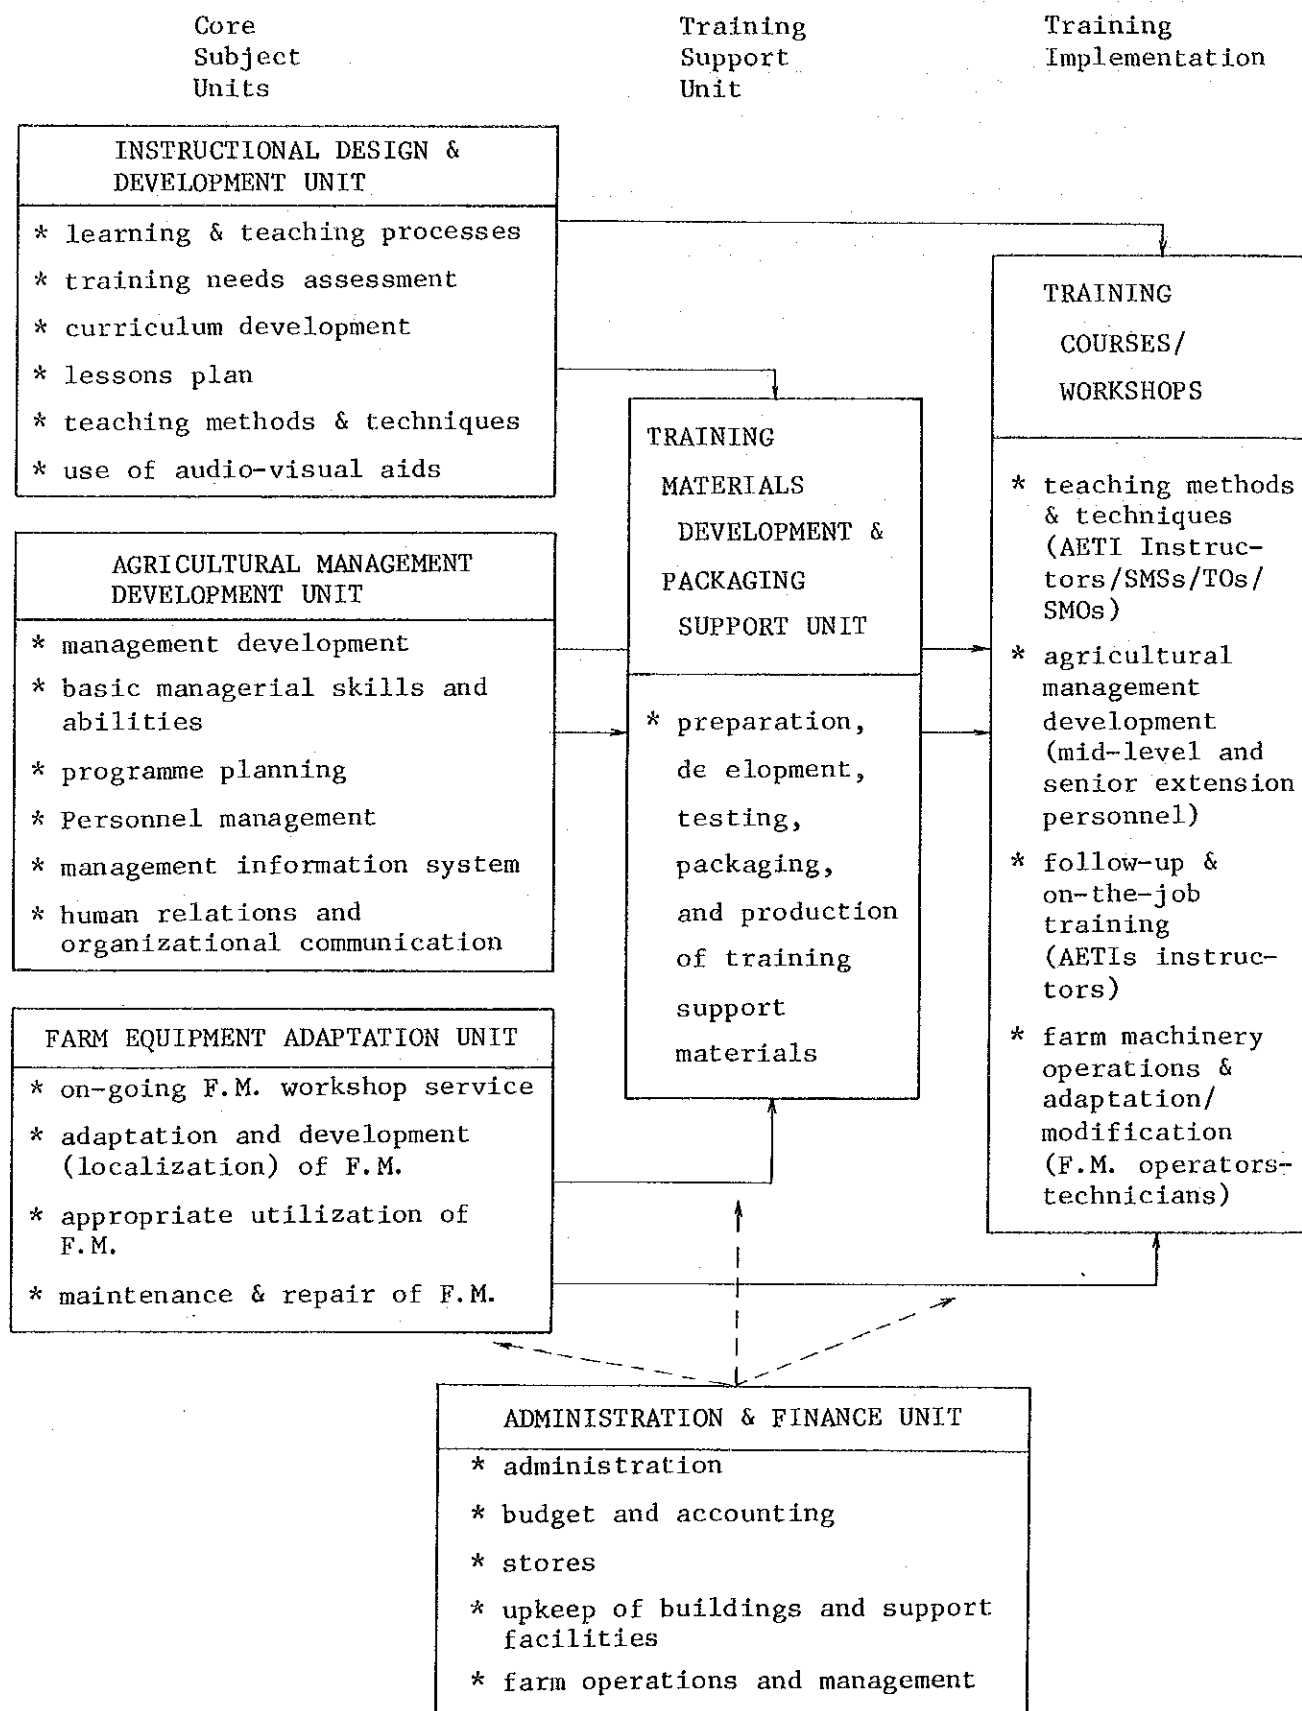 Core
Subject
Units
Training
Support
Unit
Training
Implementation
INSTRUCTIONAL DESIGN &
DEVELOPMENT UNIT
* learning & teaching processes
* training needs assessment
* curriculum development
* lessons plan
* teaching methods & techniques
* use of audio-visual aids
AGRICULTURAL MANAGEMENT
DEVELOPMENT UNIT
* management development
* basic managerial skills and
abilities
* programme planning
* Personnel management
* management information system
* human relations and
organizational communication
FARM EQUIPMENT ADAPTATION UNIT
* on-going F.M. workshop service
* adaptation and development
(localization) of F.M.
* appropriate utilization of
F.M.
* maintenance & repair of F.M.
TRAINING
MATERIALS
DEVELOPMENT &
PACKAGING
SUPPORT UNIT
* preparation,
de elopment,
testing,
packaging,
and production
of training
support
materials
TRAINING
COURSES/
WORKSHOPS
* teaching methods
& techniques
(AETI Instruc-
tors/SMSs/TOs/
SMOs)
* agricultural
management
development
(mid-level and
senior extension
personnel)
* follow-up &
on-the-job
training
(AETIs instruc-
tors)
* farm machinery
operations &
adaptation/
modification
(F.M. operators-
technicians)
ADMINISTRATION & FINANCE UNIT
* administration
* budget and accounting
* stores
* upkeep of buildings and support
facilities
* farm operations and management